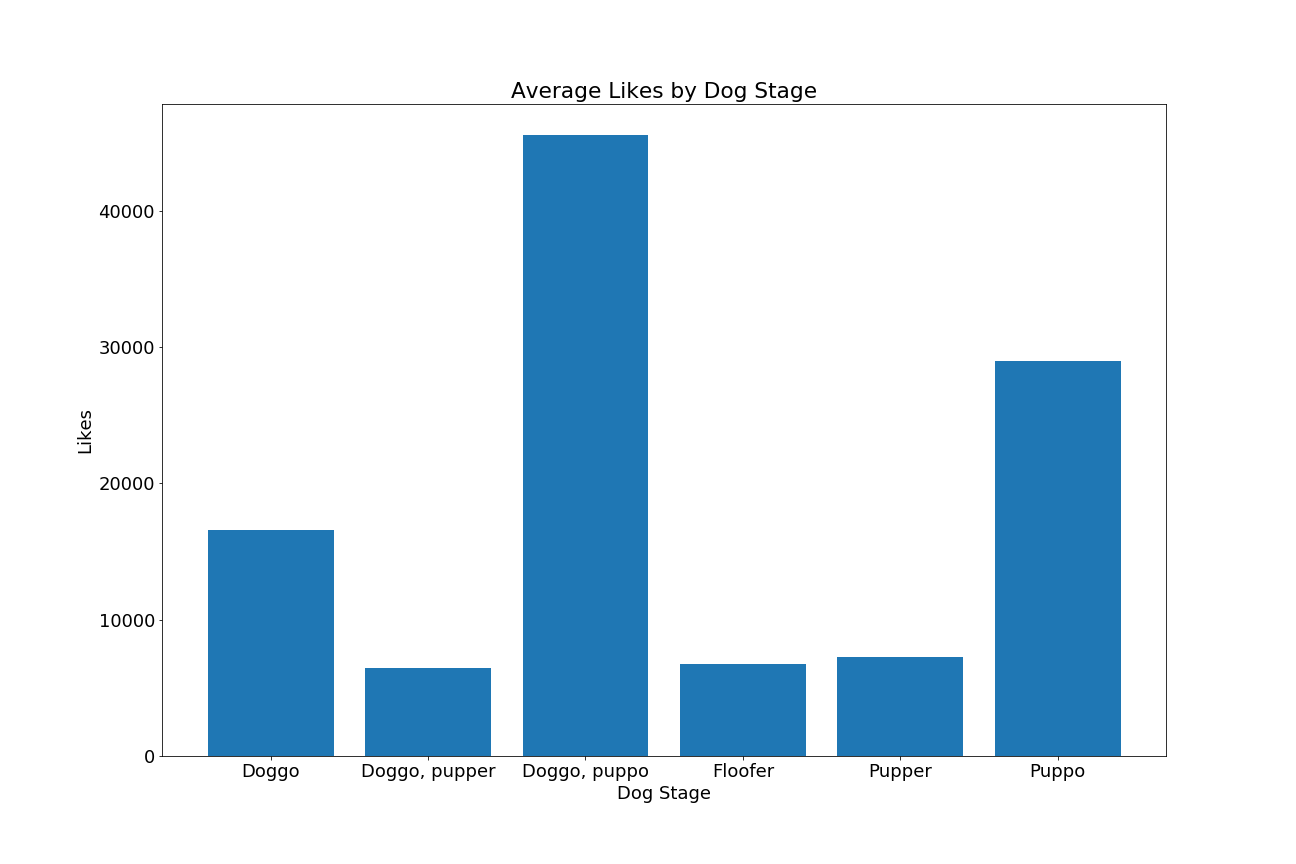 Average Likes by Dog Stage
40000
30000
20000
10000
0
Likes
Doggo
Doggo, pupper
Doggo, puppo
Floofer
Pupper
Puppo
Dog Stage